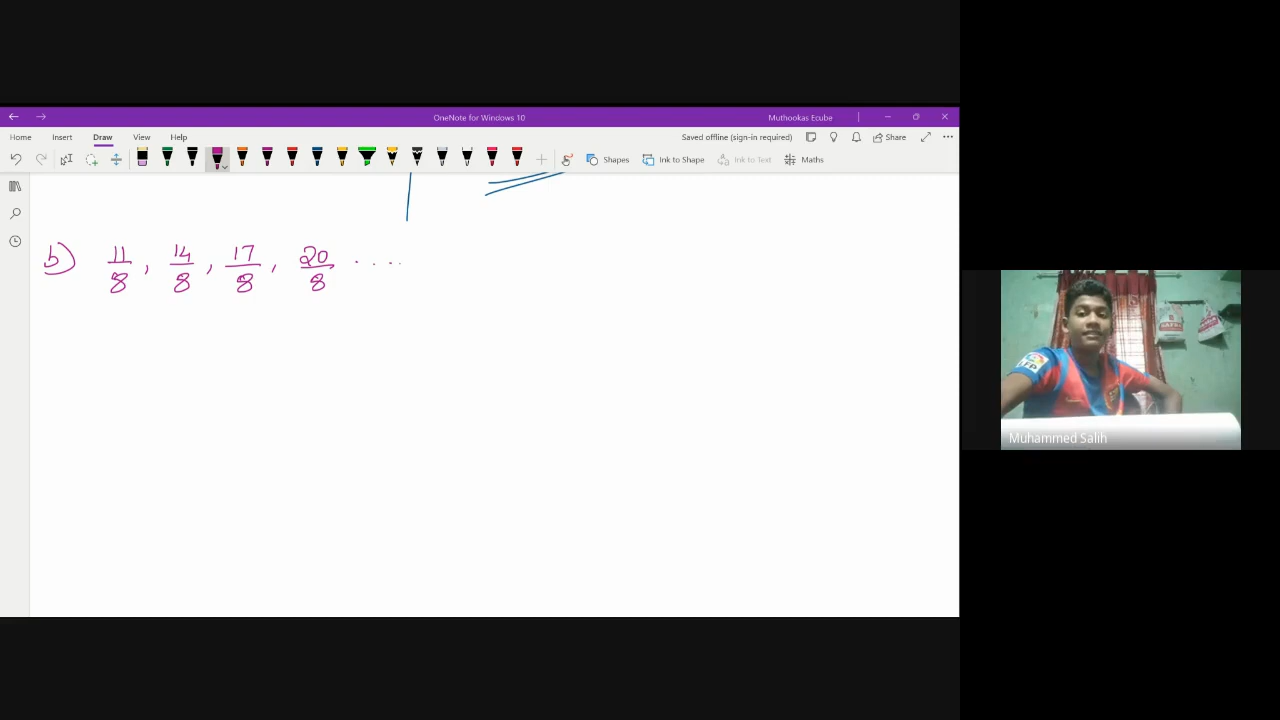 OneNote for Windows 10
Muthookas Ecube
Home Insert Draw View Help
Saved offline (sign-in required) Share
Shapes Ink to Shape Ink to Text Maths
b) 11/8, 14/8, 17/8, 20/8 .....
Muhammed Salih